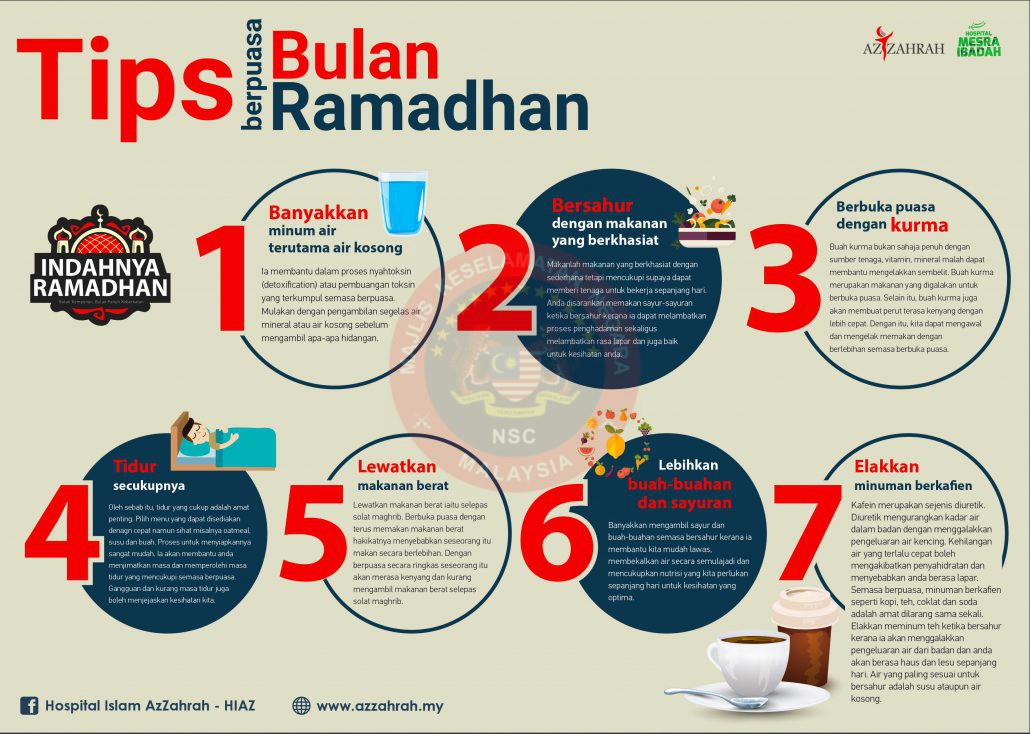 Tips
berpuasa
Bulan
Ramadhan
AZZAHRAH
HOSPITAL
MESRA
IBADAH
INDAHNYA
RAMADHAN
1
Banyakkan
minum air
terutama air kosong
Ia membantu dalam proses nyahtoksin
(detoxification) atau pembuangan toksin
yang terkumpul semasa berpuasa.
Mulakan dengan pengambilan segelas air
mineral atau air kosong sebelum
mengambil apa-apa hidangan.
2
Bersahur
dengan makanan
yang berkhasiat
Makanlah makanan yang berkhasiat dengan
sederhana tetapi mencukupi supaya dapat
memberi tenaga untuk bekerja sepanjang hari.
Anda disarankan memakan sayur-sayuran
ketika bersahur kerana ia dapat melambatkan
proses penghadaman sekaligus
melambatkan rasa lapar dan juga baik
untuk kesihatan anda.
3
Berbuka puasa
dengan kurma
Buah kurma bukan sahaja penuh dengan
sumber tenaga, vitamin, mineral malah dapat
membantu mengelakkan sembelit. Buah kurma
merupakan makanan yang digalakan untuk
berbuka puasa. Selain itu, buah kurma juga
akan membuat perut terasa kenyang dengan
lebih cepat. Dengan itu, kita dapat mengawal
dan mengelak memakan dengan
berlebihan semasa berbuka puasa.
MAJLIS KESELAMATAN NEGARA
NSC
MALAYSIA
4
Tidur
secukupnya
Oleh sebab itu, tidur yang cukup adalah amat
penting. Pilih menu yang dapat disediakan
denagn cepat namun sihat misalnya oatmeal,
susu dan buah. Proses untuk menyiapkannya
sangat mudah. Ia akan membantu anda
menjimatkan masa dan memperolehi masa
tidur yang mencukupi semasa berpuasa.
Gangguan dan kurang masa tidur juga
boleh menjejaskan kesihatan kita.
5
Lewatkan
makanan berat
Lewatkan makanan berat iaitu selepas
solat maghrib. Berbuka puasa dengan
terus memakan makanan berat
hakikatnya menyebabkan seseorang itu
makan secara berlebihan. Dengan
berpuasa secara ringkas seseorang itu
akan merasa kenyang dan kurang
mengambil makanan berat selepas
solat maghrib.
6
Lebihkan
buah-buahan
dan sayuran
Banyakkan mengambil sayur dan
buah-buahan semasa bersahur kerana ia
membantu kita mudah lawas,
membekalkan air secara semulajadi dan
mencukupkan nutrisi yang kita perlukan
sepanjang hari untuk kesihatan yang
optima.
7
Elakkan
minuman berkafien
Kafein merupakan sejenis diuretik.
Diuretik mengurangkan kadar air
dalam badan dengan menggalakkan
pengeluaran air kencing. Kehilangan
air yang terlalu cepat boleh
mengakibatkan penyahidratan dan
menyebabkan anda berasa lapar.
Semasa berpuasa, minuman berkafien
seperti kopi, teh, coklat dan soda
adalah amat dilarang sama sekali.
Elakkan meminum teh ketika bersahur
kerana ia akan menggalakkan
pengeluaran air dari badan dan anda
akan berasa haus dan lesu sepanjang
hari. Air yang paling sesuai untuk
bersahur adalah susu ataupun air
kosong.
Hospital Islam AzZahrah - HIAZ
www.azzahrah.my